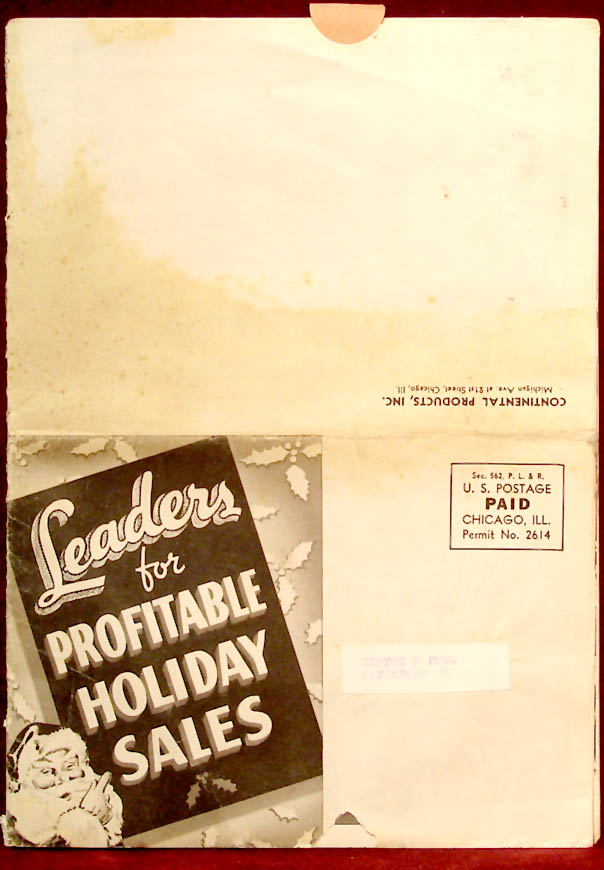 CONTINENTAL PRODUCTS, INC.
Michigan Ave. at 21st Street, Chicago, Ill.
Leaders
for
PROFITABLE
HOLIDAY
SALES
Sec. 562, P. L. & R.
U. S. POSTAGE
PAID
CHICAGO, ILL.
Permit No. 2614